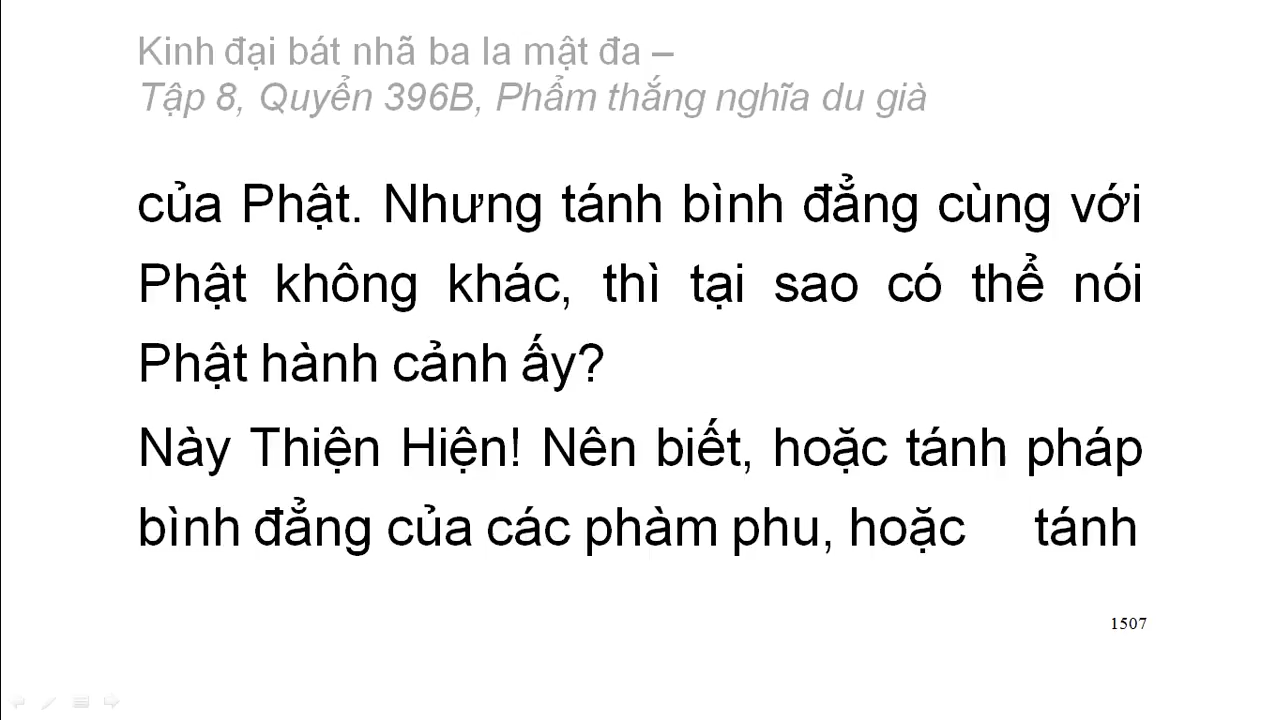 Kinh đại bát nhã ba la mật đa –
Tập 8, Quyển 396B, Phẩm thắng nghĩa du già
của Phật. Nhưng tánh bình đẳng cùng với
Phật không khác, thì tại sao có thể nói
Phật hành cảnh ấy?
Này Thiện Hiện! Nên biết, hoặc tánh pháp
bình đẳng của các phàm phu, hoặc tánh
1507